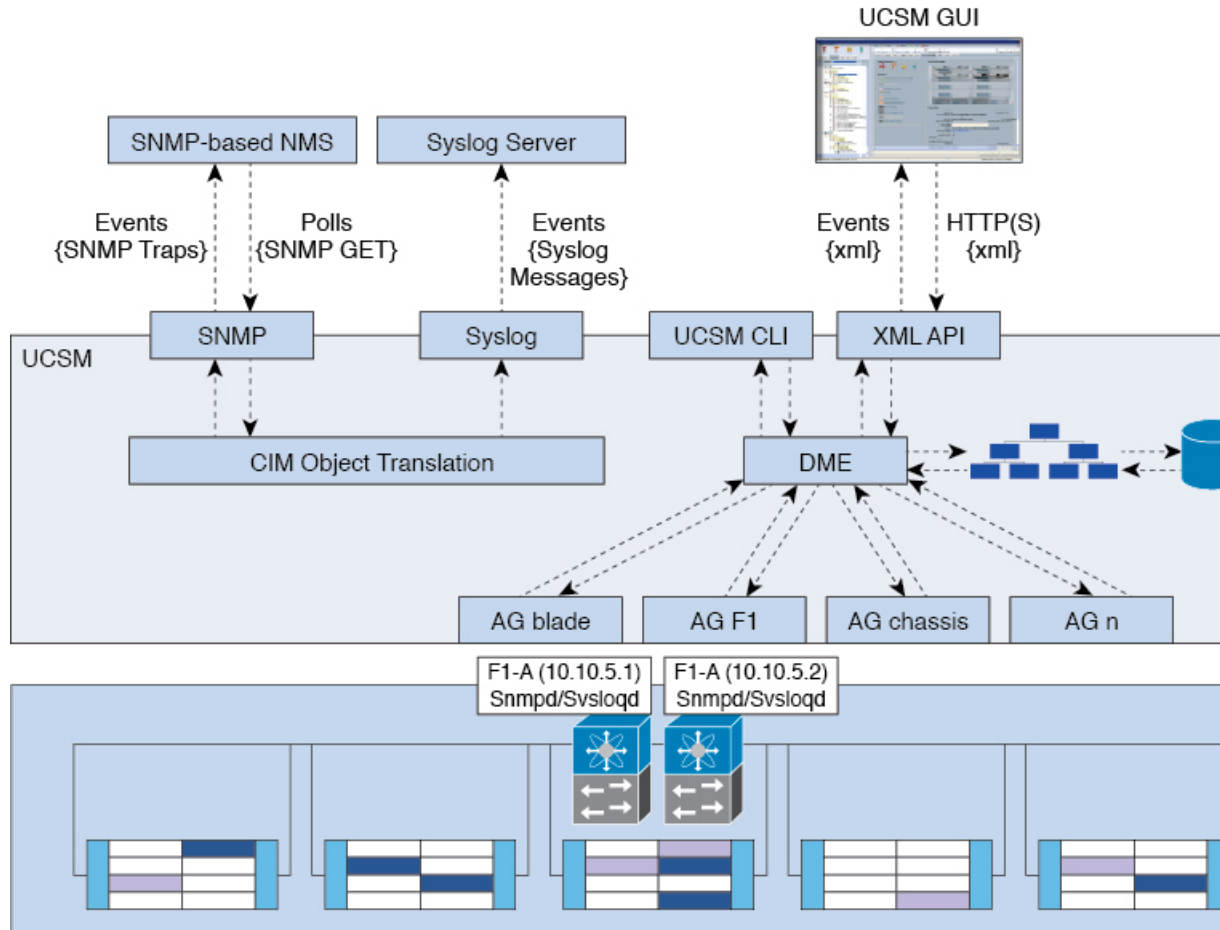 UCSM GUI
SNMP-based NMS
Syslog Server
Events
{SNMP Traps}
Polls
{SNMP GET}
Events
{Syslog
Messages}
Events
{xml}
HTTP(S)
{xml}
SNMP
Syslog
UCSM CLI
XML API
UCSM
CIM Object Translation
DME
AG blade
AG F1
AG chassis
AG n
F1-A (10.10.5.1)
Snmpd/Svsloqd
F1-A (10.10.5.2)
Snmpd/Svsloqd